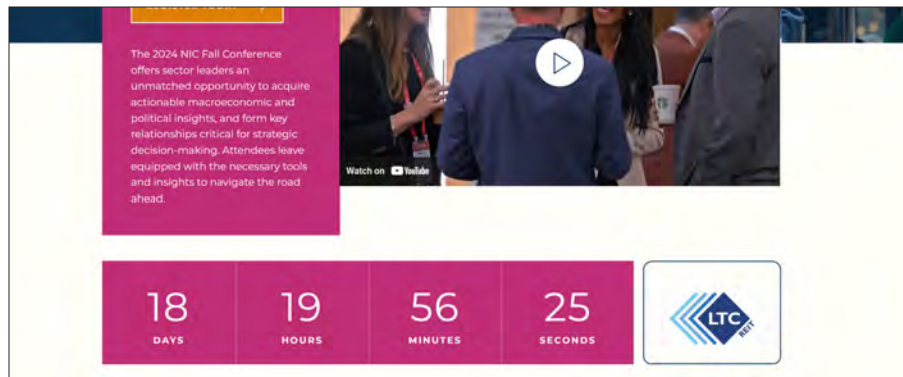 The 2024 NIC Fall Conference
offers sector leaders an
unmatched opportunity to acquire
actionable macroeconomic and
political insights, and form key
relationships critical for strategic
decision-making. Attendees leave
equipped with the necessary tools
and insights to navigate the road
ahead.
Watch on YouTube
18 19 56 25
DAYS HOURS MINUTES SECONDS
LTC
REIT